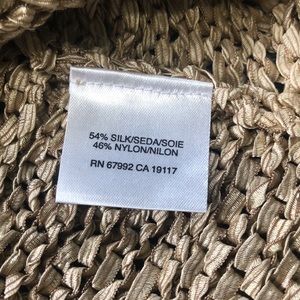 54% SILK/SEDA/SOIE
46% NYLON/NILON
RN 67992 CA 19117